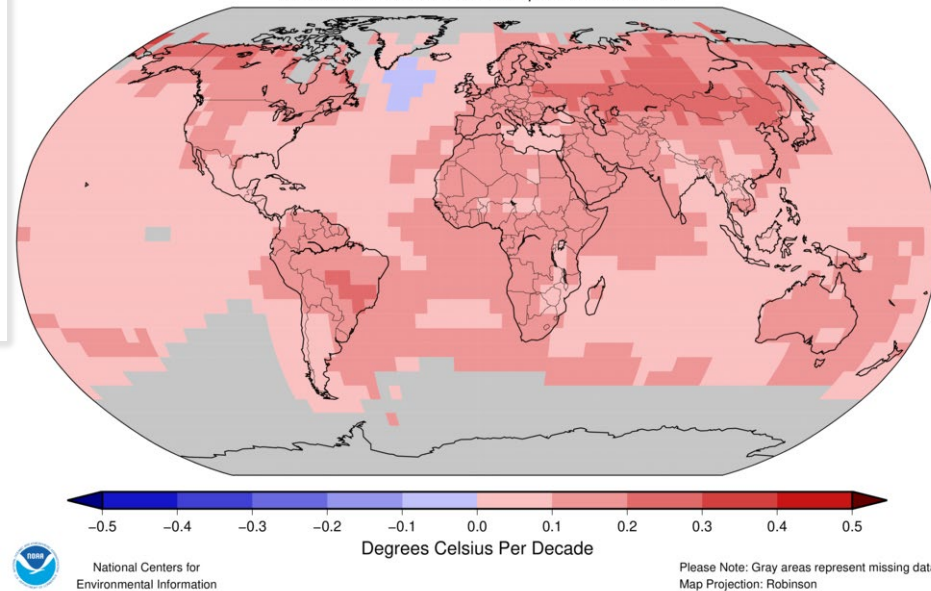 −0.5 −0.4 −0.3 −0.2 −0.1 0.0 0.1 0.2 0.3 0.4 0.5
Degrees Celsius Per Decade
NOAA
National Centers for
Environmental Information
Please Note: Gray areas represent missing data
Map Projection: Robinson